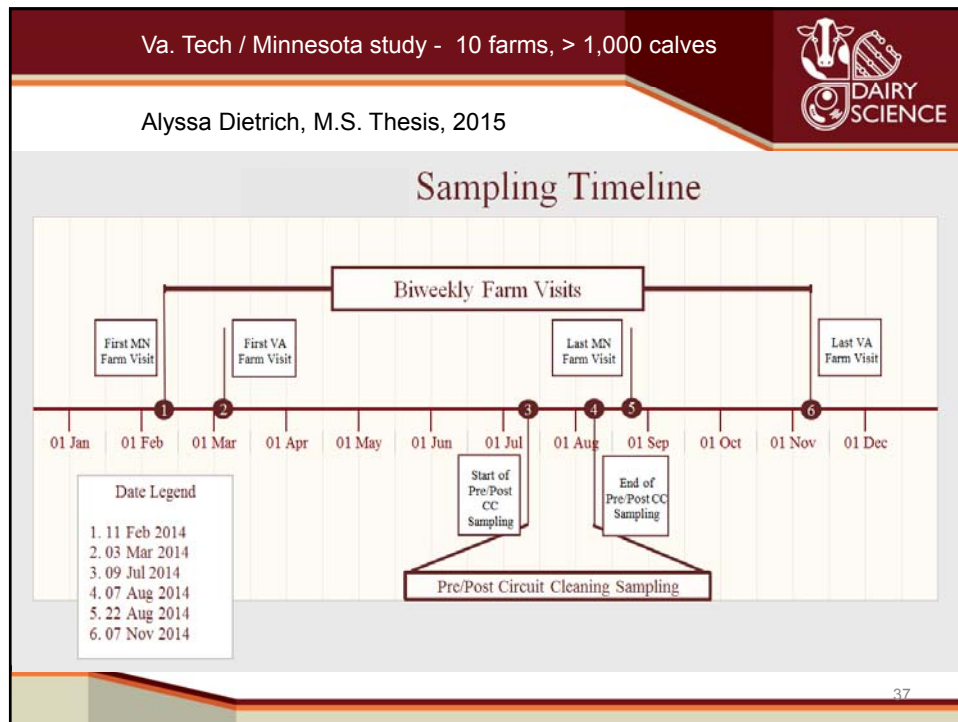 Va. Tech / Minnesota study - 10 farms, > 1,000 calves
DAIRY
SCIENCE
Alyssa Dietrich, M.S. Thesis, 2015
Sampling Timeline
Biweekly Farm Visits
First MN
Farm Visit
First VA
Farm Visit
Last MN
Farm Visit
Last VA
Farm Visit
1
2
3
4
5
6
01 Jan
01 Feb
01 Mar
01 Apr
01 May
01 Jun
01 Jul
01 Aug
01 Sep
01 Oct
01 Nov
01 Dec
Start of
Pre/Post
CC
Sampling
End of
Pre/Post CC
Sampling
Pre/Post Circuit Cleaning Sampling
Date Legend
1. 11 Feb 2014
2. 03 Mar 2014
3. 09 Jul 2014
4. 07 Aug 2014
5. 22 Aug 2014
6. 07 Nov 2014
37